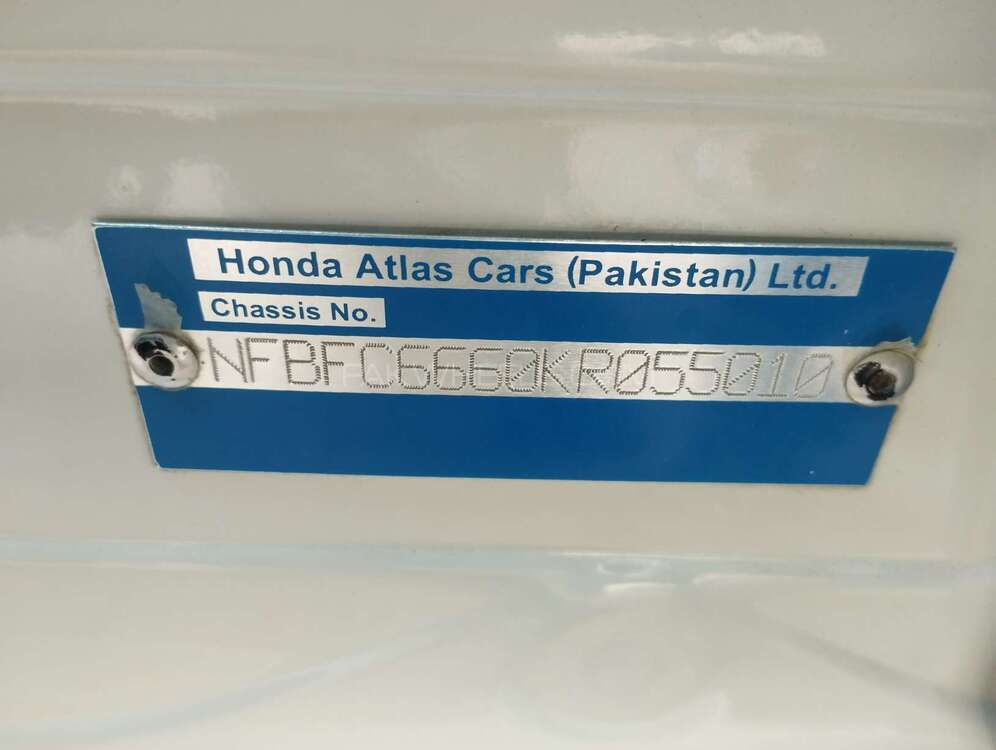 Honda Atlas Cars (Pakistan) Ltd.
Chassis No.
NFBFC6660KR055010